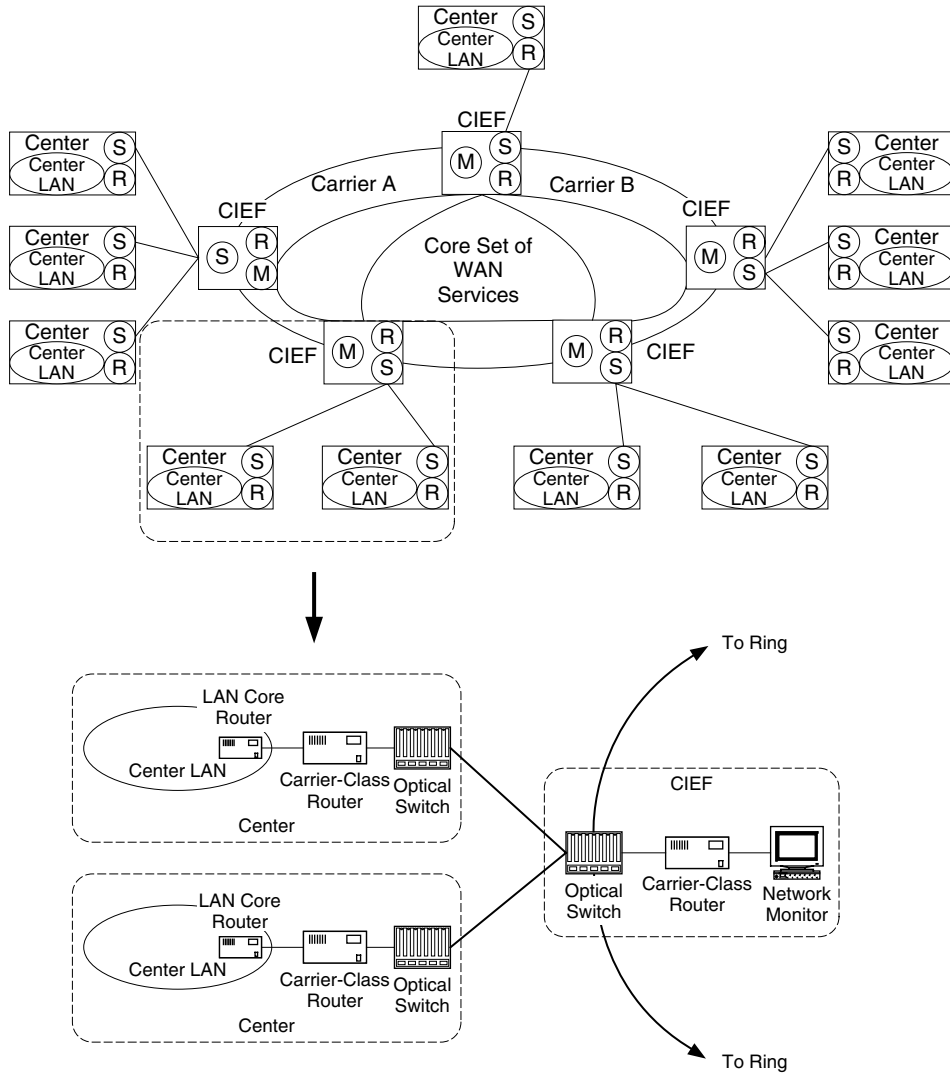 Center S
Center
LAN
R
CIEF
M
S
R
Carrier A
Carrier B
Center S
Center
LAN
R
Center S
Center
LAN
R
Center S
Center
LAN
R
CIEF
S
R
M
Core Set of
WAN
Services
CIEF
M
R
S
S Center
Center
LAN
R
S Center
Center
LAN
R
S Center
Center
LAN
R
CIEF
M
R
S
M
R
S
CIEF
Center S
Center
LAN
R
Center S
Center
LAN
R
Center S
Center
LAN
R
Center S
Center
LAN
R
To Ring
LAN Core
Router
Center LAN
Carrier-Class
Router
Optical
Switch
Center
CIEF
Optical
Switch
Carrier-Class
Router
Network
Monitor
LAN Core
Router
Center LAN
Carrier-Class
Router
Optical
Switch
Center
To Ring